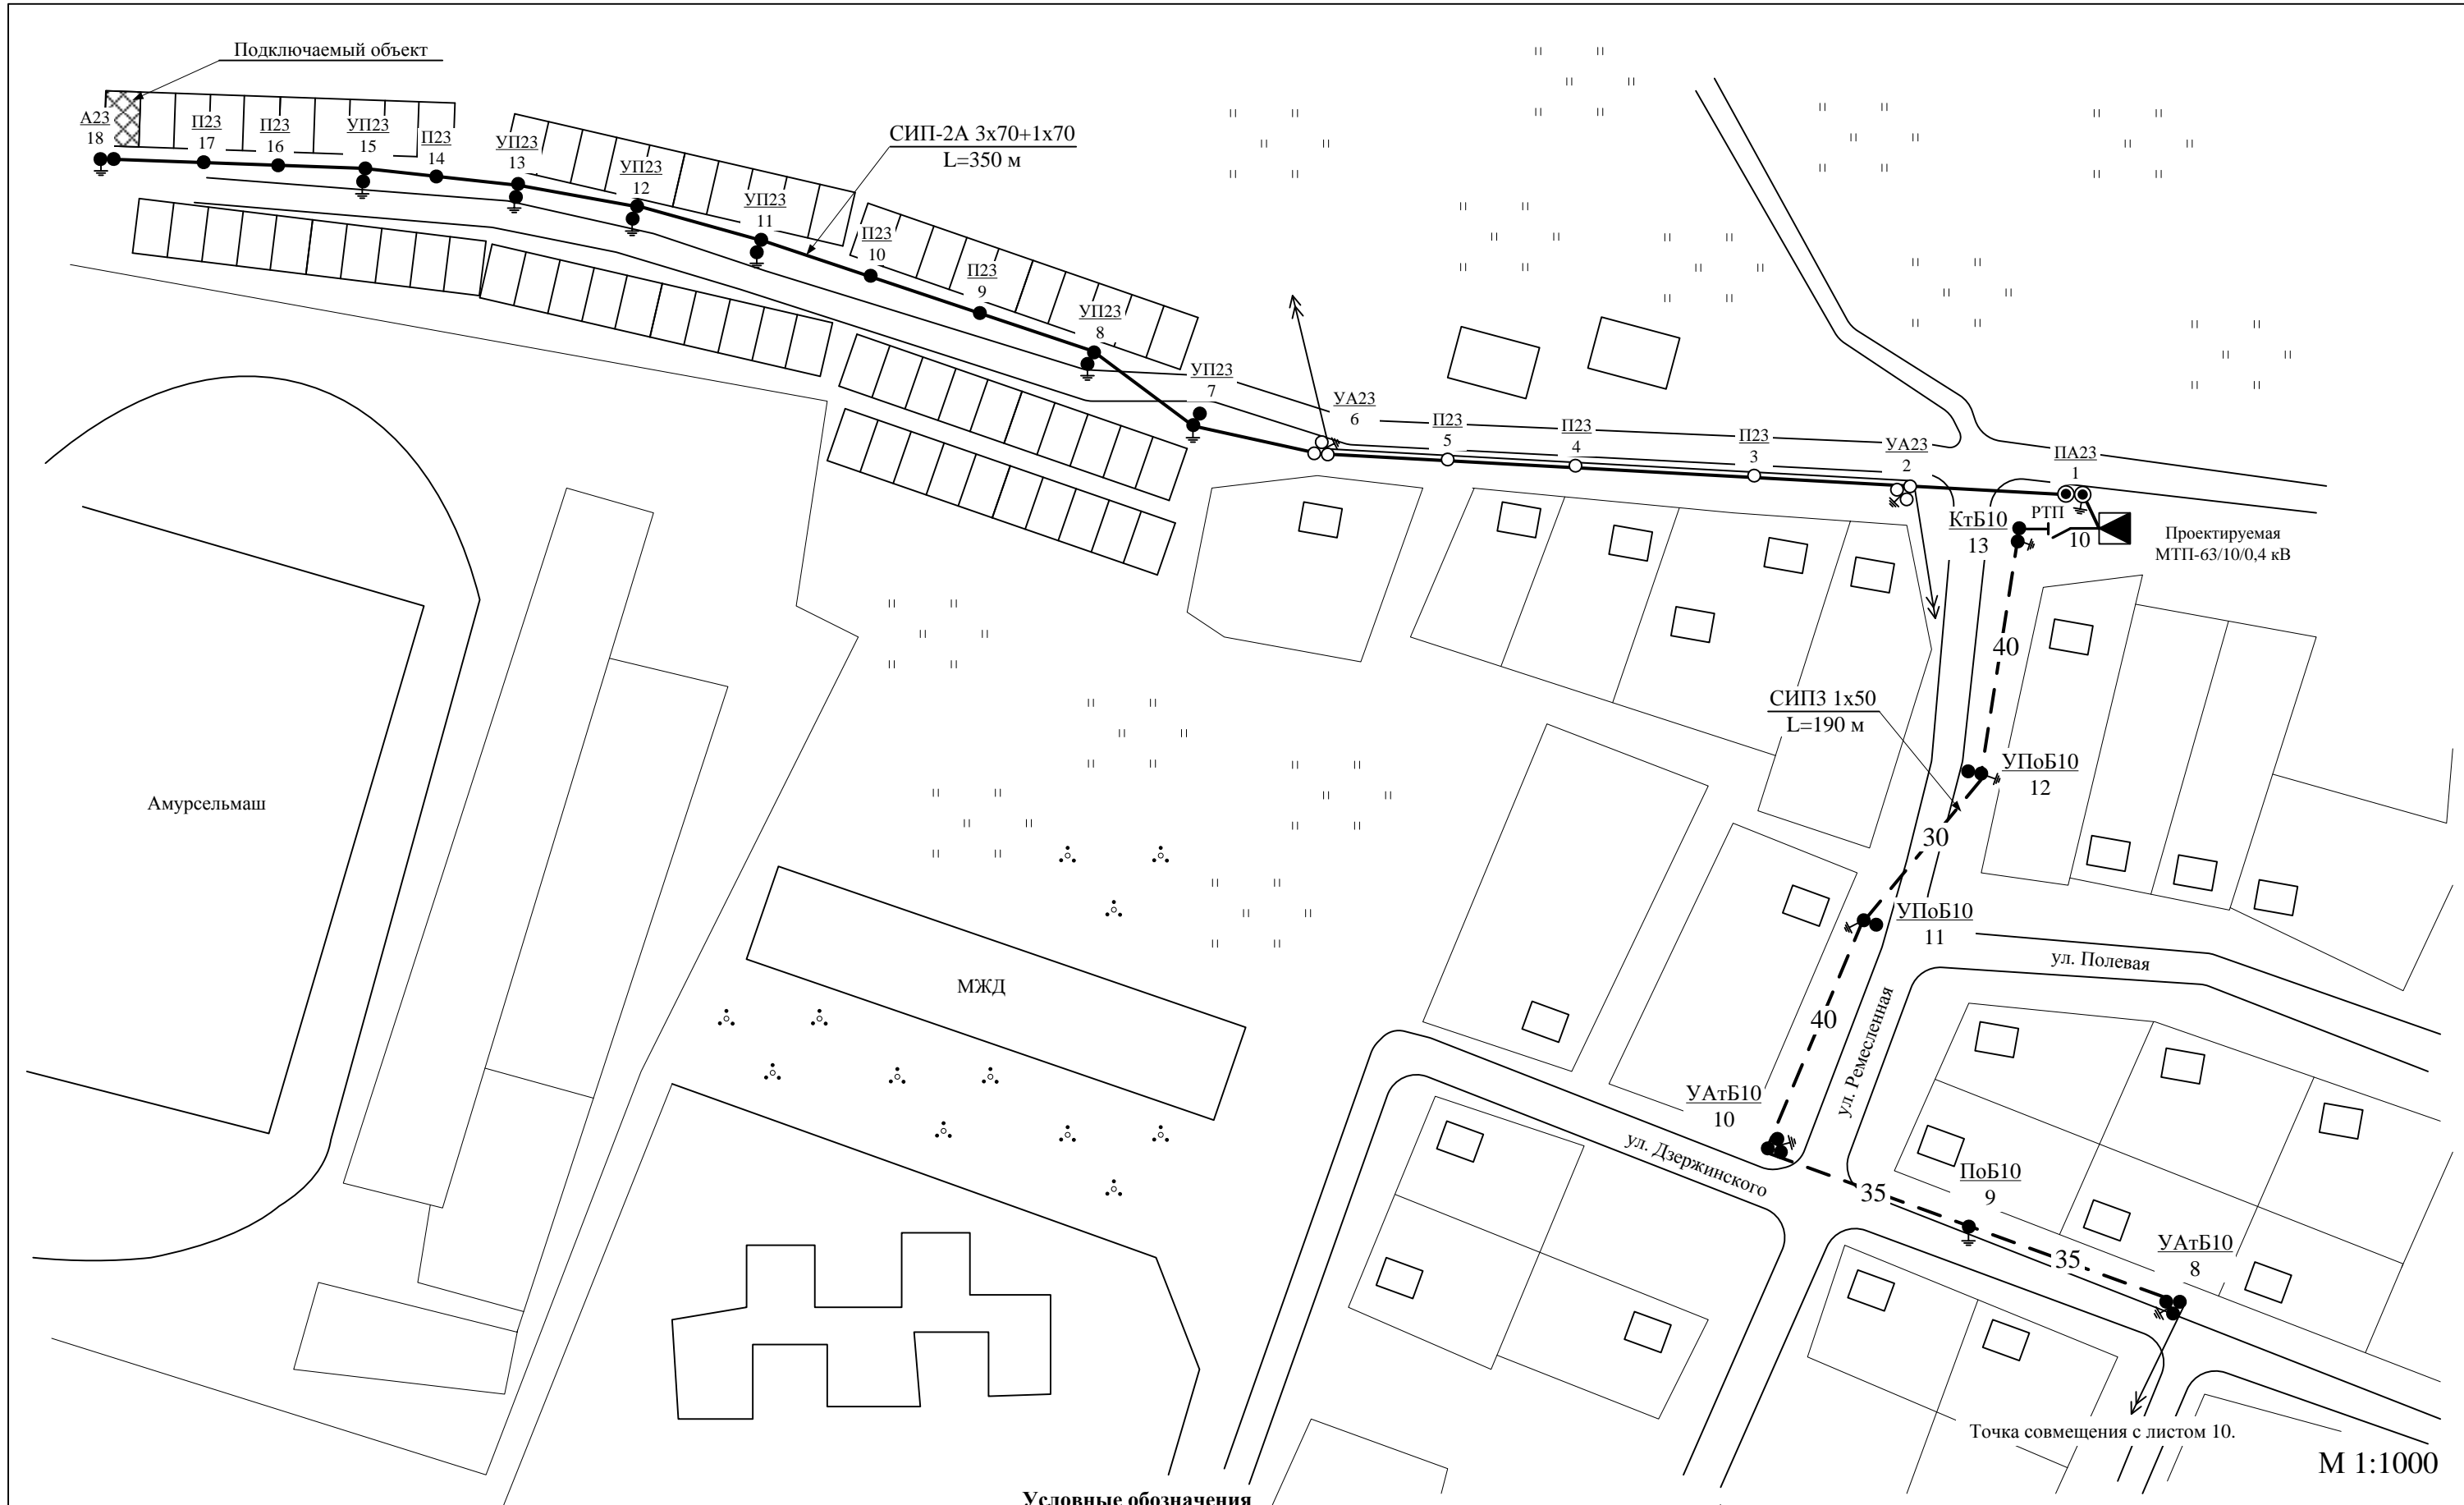 Подключаемый объект
А23
18
П23
17
П23
16
УП23
15
П23
14
УП23
13
УП23
12
УП23
11
П23
10
П23
9
УП23
8
УП23
7
СИП-2А 3х70+1х70
L=350 м
УА23
6
П23
5
П23
4
П23
3
УА23
2
ПА23
1
КтБ10
13
РТП
10
Проектируемая
МТП-63/10/0,4 кВ
40
СИП3 1х50
L=190 м
УПоБ10
12
30
УПоБ10
11
ул. Полевая
40
ул. Ремесленная
УАтБ10
10
ул. Дзержинского
35
ПоБ10
9
35
УАтБ10
8
Амурсельмаш
МЖД
Точка совмещения с листом 10.
М 1:1000
Условные обозначения